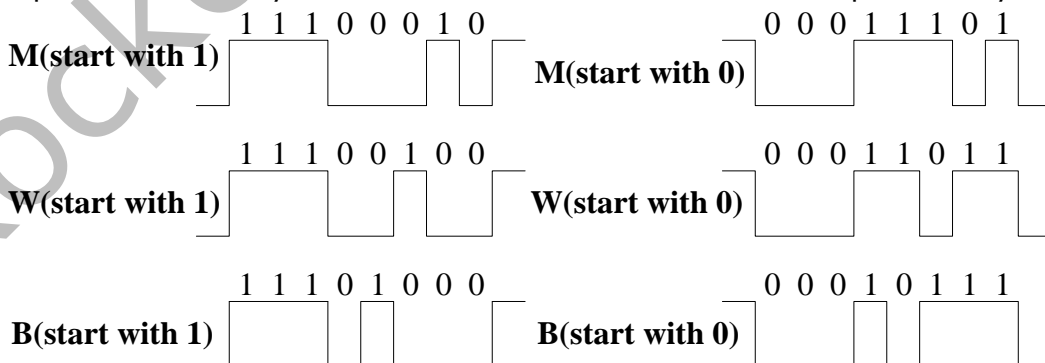 1 1 1 0 0 0 1 0
M(start with 1)
0 0 0 1 1 1 0 1
M(start with 0)
1 1 1 0 0 1 0 0
W(start with 1)
0 0 0 1 1 0 1 1
W(start with 0)
1 1 1 0 1 0 0 0
B(start with 1)
0 0 0 1 0 1 1 1
B(start with 0)